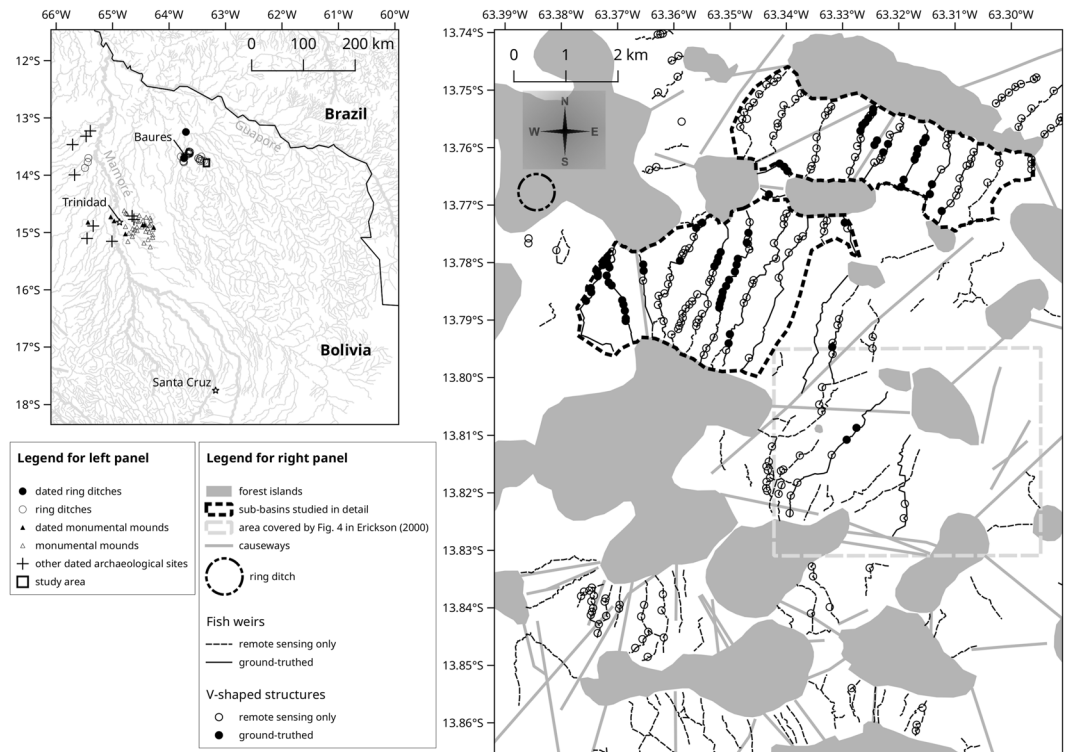 66°W 65°W 64°W 63°W 62°W 61°W 60°W
0 100 200 km
12°S
13°S
14°S
15°S
16°S
17°S
18°S
Brazil
Guaporé
Baures
Mamoré
Trinidad
Bolivia
Santa Cruz
63.39°W 63.38°W 63.37°W 63.36°W 63.35°W 63.34°W 63.33°W 63.32°W 63.31°W 63.30°W
0 1 2 km
N
W E
S
13.74°S
13.75°S
13.76°S
13.77°S
13.78°S
13.79°S
13.80°S
13.81°S
13.82°S
13.83°S
13.84°S
13.85°S
13.86°S
Legend for left panel
dated ring ditches
ring ditches
dated monumental mounds
monumental mounds
other dated archaeological sites
study area
Legend for right panel
forest islands
sub-basins studied in detail
area covered by Fig. 4 in Erickson (2000)
causeways
ring ditch
Fish weirs
remote sensing only
ground-truthed
V-shaped structures
remote sensing only
ground-truthed